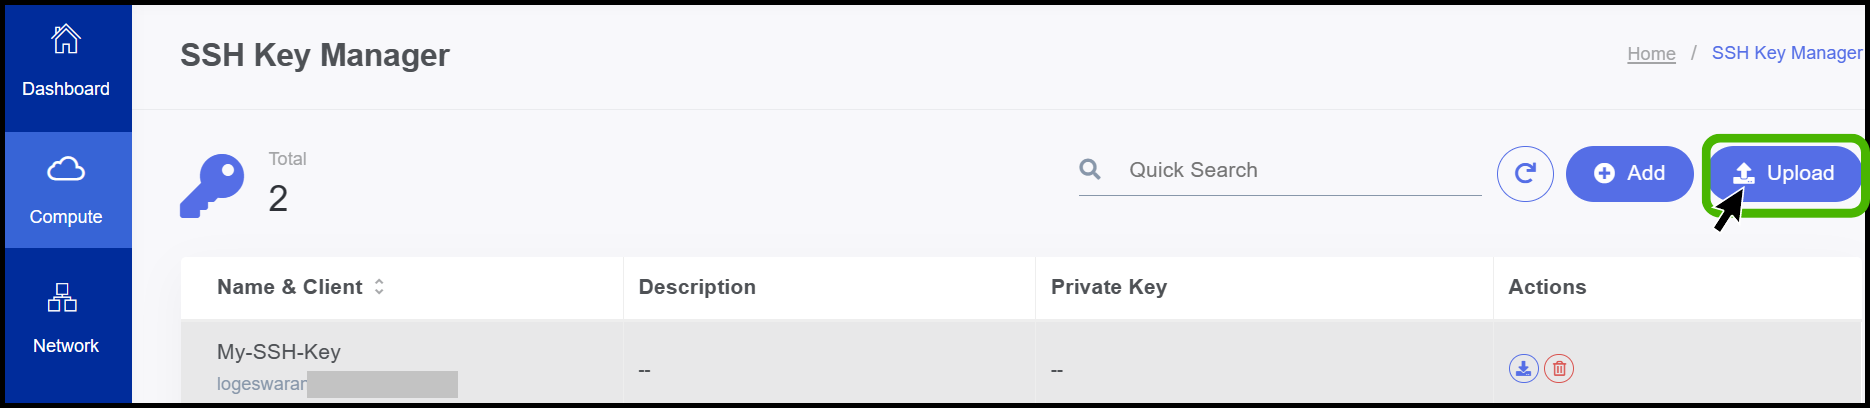 Dashboard
Compute
Network
SSH Key Manager
Home / SSH Key Manager
Total
2
Quick Search
Add
Upload
Name & Client
Description
Private Key
Actions
My-SSH-Key
logeswaran
--
--